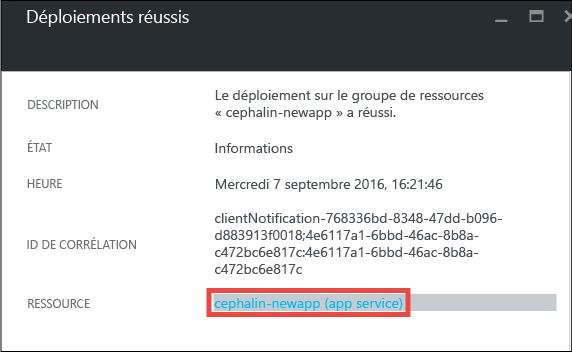 Déploiements réussis
DESCRIPTION
Le déploiement sur le groupe de ressources
« cephalin-newapp » a réussi.
ÉTAT
Informations
HEURE
Mercredi 7 septembre 2016, 16:21:46
ID DE CORRÉLATION
clientNotification-768336bd-8348-47dd-b096-
d883913f0018;4e6117a1-6bbd-46ac-8b8a-
c472bc6e817c:4e6117a1-6bbd-46ac-8b8a-
c472bc6e817c
RESSOURCE
cephalin-newapp (app service)